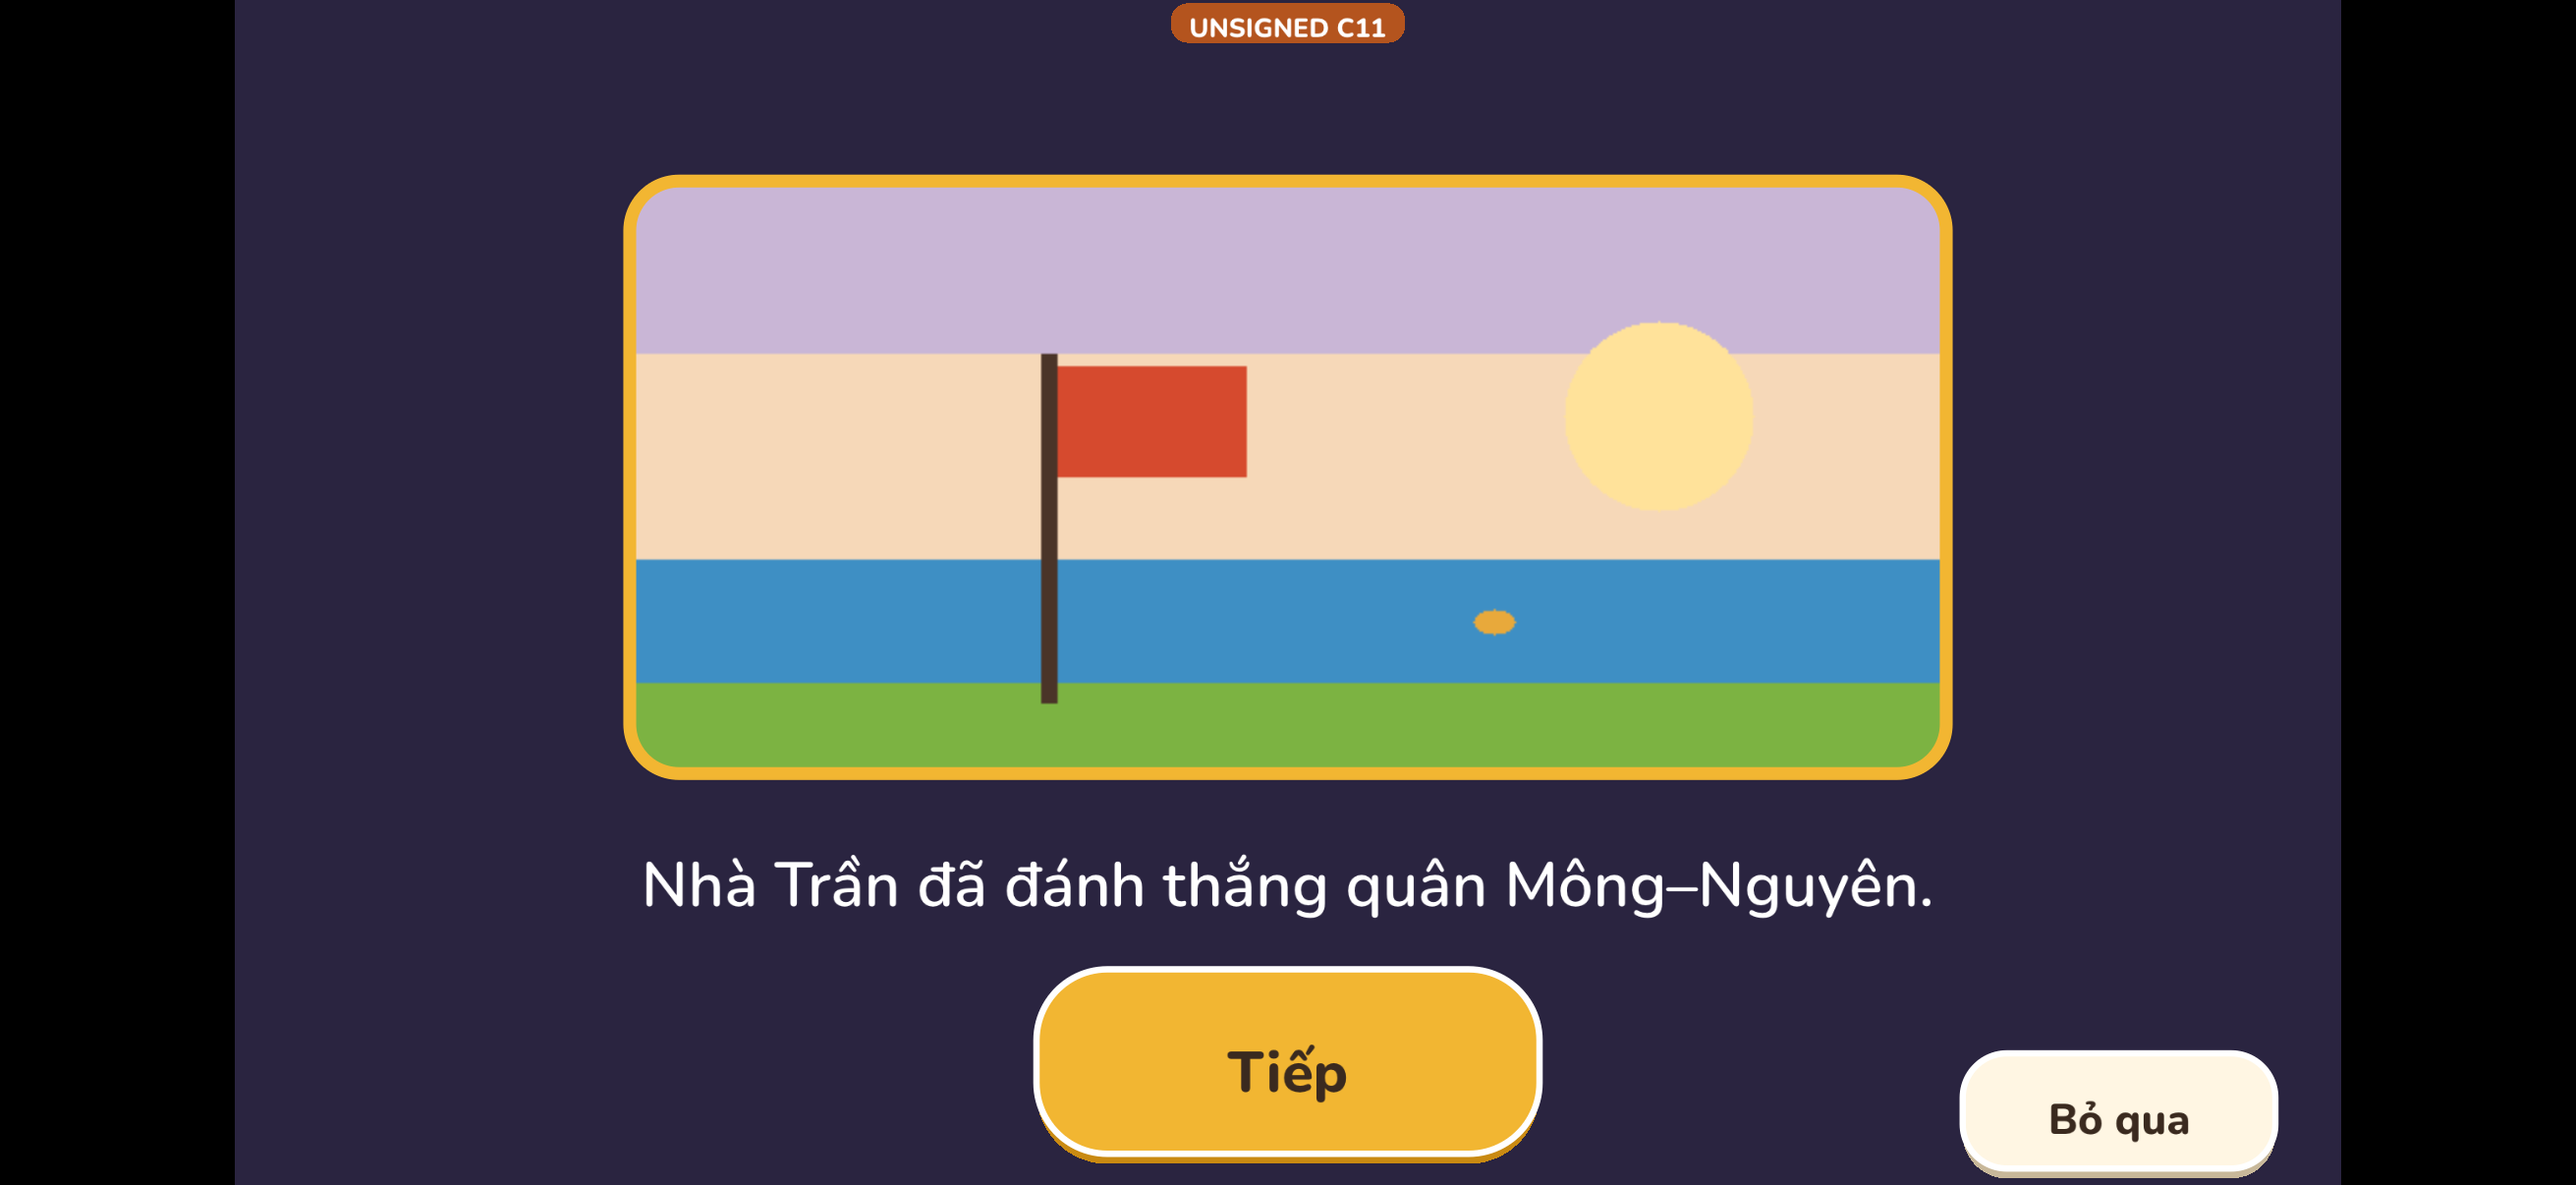 UNSIGNED C11
Nhà Trần đã đánh thắng quân Mông–Nguyên.
Tiếp
Bỏ qua